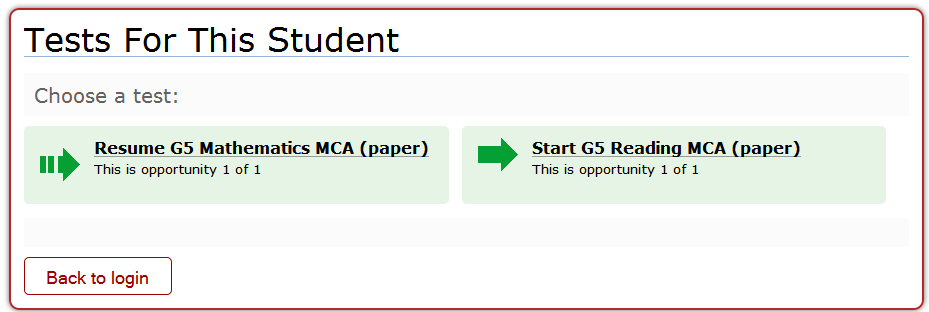 Tests For This Student
Choose a test:
Resume G5 Mathematics MCA (paper)
This is opportunity 1 of 1
Start G5 Reading MCA (paper)
This is opportunity 1 of 1
Back to login